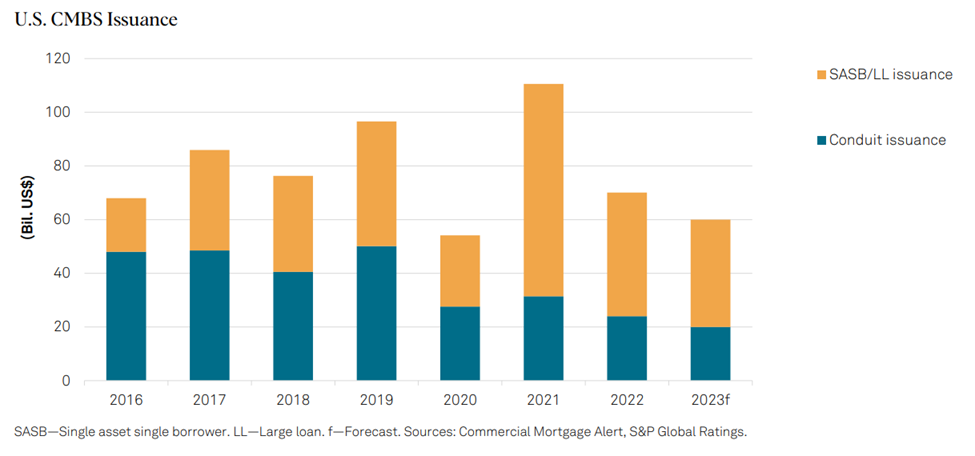 U.S. CMBS Issuance
120
100
80
60
40
20
0
(Bil. US$)
2016 2017 2018 2019 2020 2021 2022 2023f
SASB/LL issuance
Conduit issuance
SASB—Single asset single borrower. LL—Large loan. f—Forecast. Sources: Commercial Mortgage Alert, S&P Global Ratings.